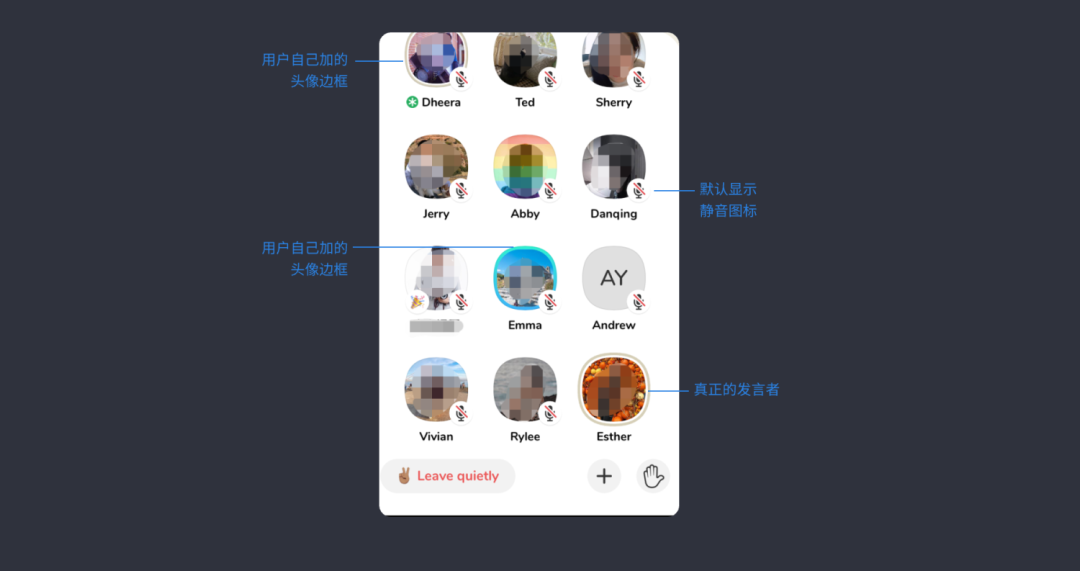 用户自己加的
头像边框
Dheera
Ted
Sherry
Jerry
Abby
Danqing
默认显示
静音图标
用户自己加的
头像边框
AY
Emma
Andrew
真正的发言者
Vivian
Rylee
Esther
Leave quietly